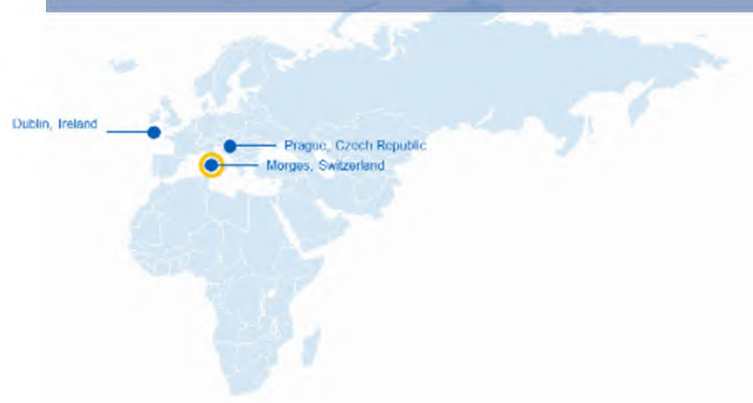 Dublin, Ireland
Prague, Czech Republic
Morges, Switzerland